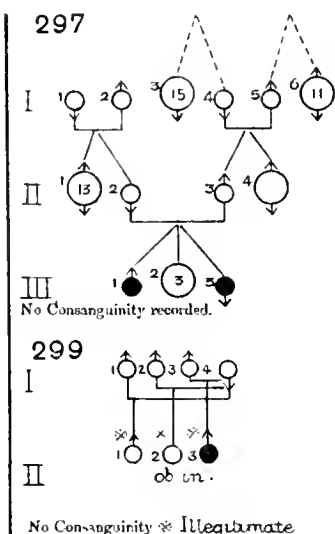 297
I 1 2 3 15 4 5 6 11
II 1 13 2 3 4
III 1 2 3 3
No Consanguinity recorded.
299
I 1 2 3 4
II 1 2 3
※ × ※
ob in.
No Consanguinity ※ Illegitimate